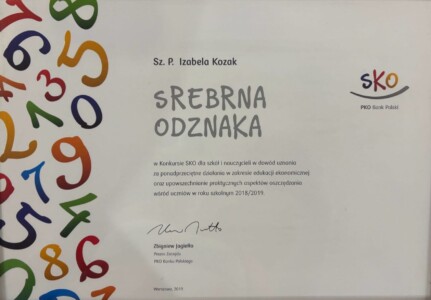 Sz. P. Izabela Kozak
SKO
PKO Bank Polski
SREBRNA
ODZNAKA
w Konkursie SKO dla szkół i nauczycieli w dowód uznania
za ponadprzeciętne działania w zakresie edukacji ekonomicznej
oraz upowszechnianie praktycznych aspektów oszczędzania
wśród uczniów w roku szkolnym 2018/2019.
Zbigniew Jagiełło
Prezes Zarządu
PKO Banku Polskiego
Warszawa, 2019